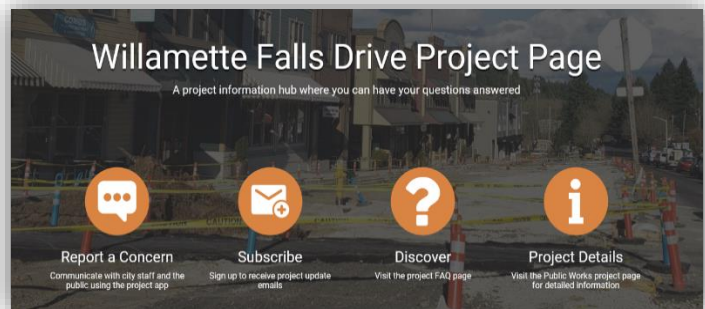 Willamette Falls Drive Project Page
A project information hub where you can have your questions answered
Report a Concern
Communicate with city staff and the
public using the project app
Subscribe
Sign up to receive project update
emails
Discover
Visit the project FAQ page
Project Details
Visit the Public Works project page
for detailed information
CAUTION